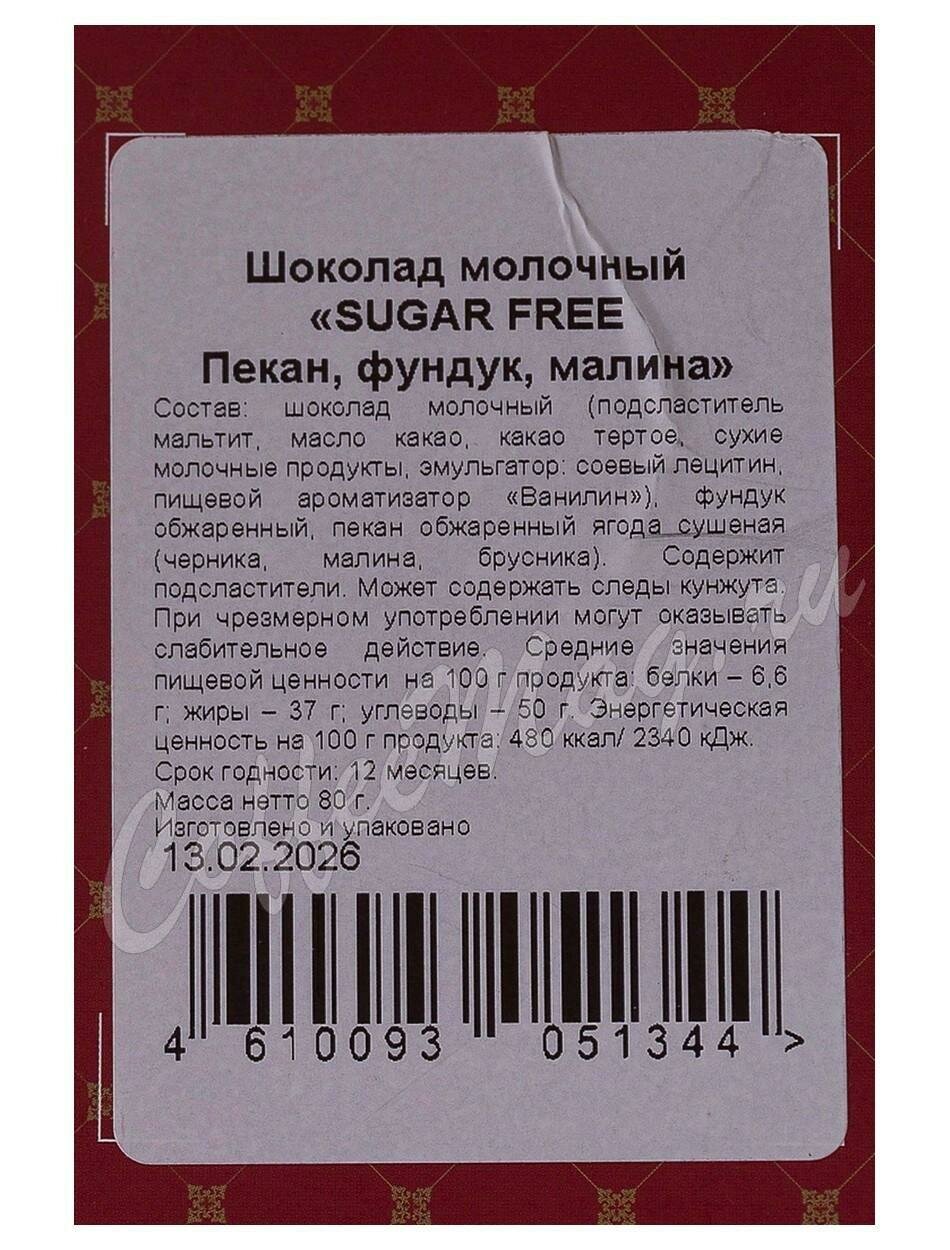 Шоколад молочный
«SUGAR FREE
Пекан, фундук, малина»
Состав: шоколад молочный (подсластитель
мальтит, масло какао, какао тертое, сухие
молочные продукты, эмульгатор: соевый лецитин,
пищевой ароматизатор «Ванилин»), фундук
обжаренный, пекан обжаренный ягода сушеная
(черника, малина, брусника). Содержит
подсластители. Может содержать следы кунжута.
При чрезмерном употреблении могут оказывать
слабительное действие. Средние значения
пищевой ценности на 100 г продукта: белки – 6,6
г; жиры – 37 г; углеводы – 50 г. Энергетическая
ценность на 100 г продукта: 480 ккал/ 2340 кДж.
Срок годности: 12 месяцев.
Масса нетто 80 г.
Изготовлено и упаковано
13.02.2026
4 610093 051344 >
CoffeeMag.ru